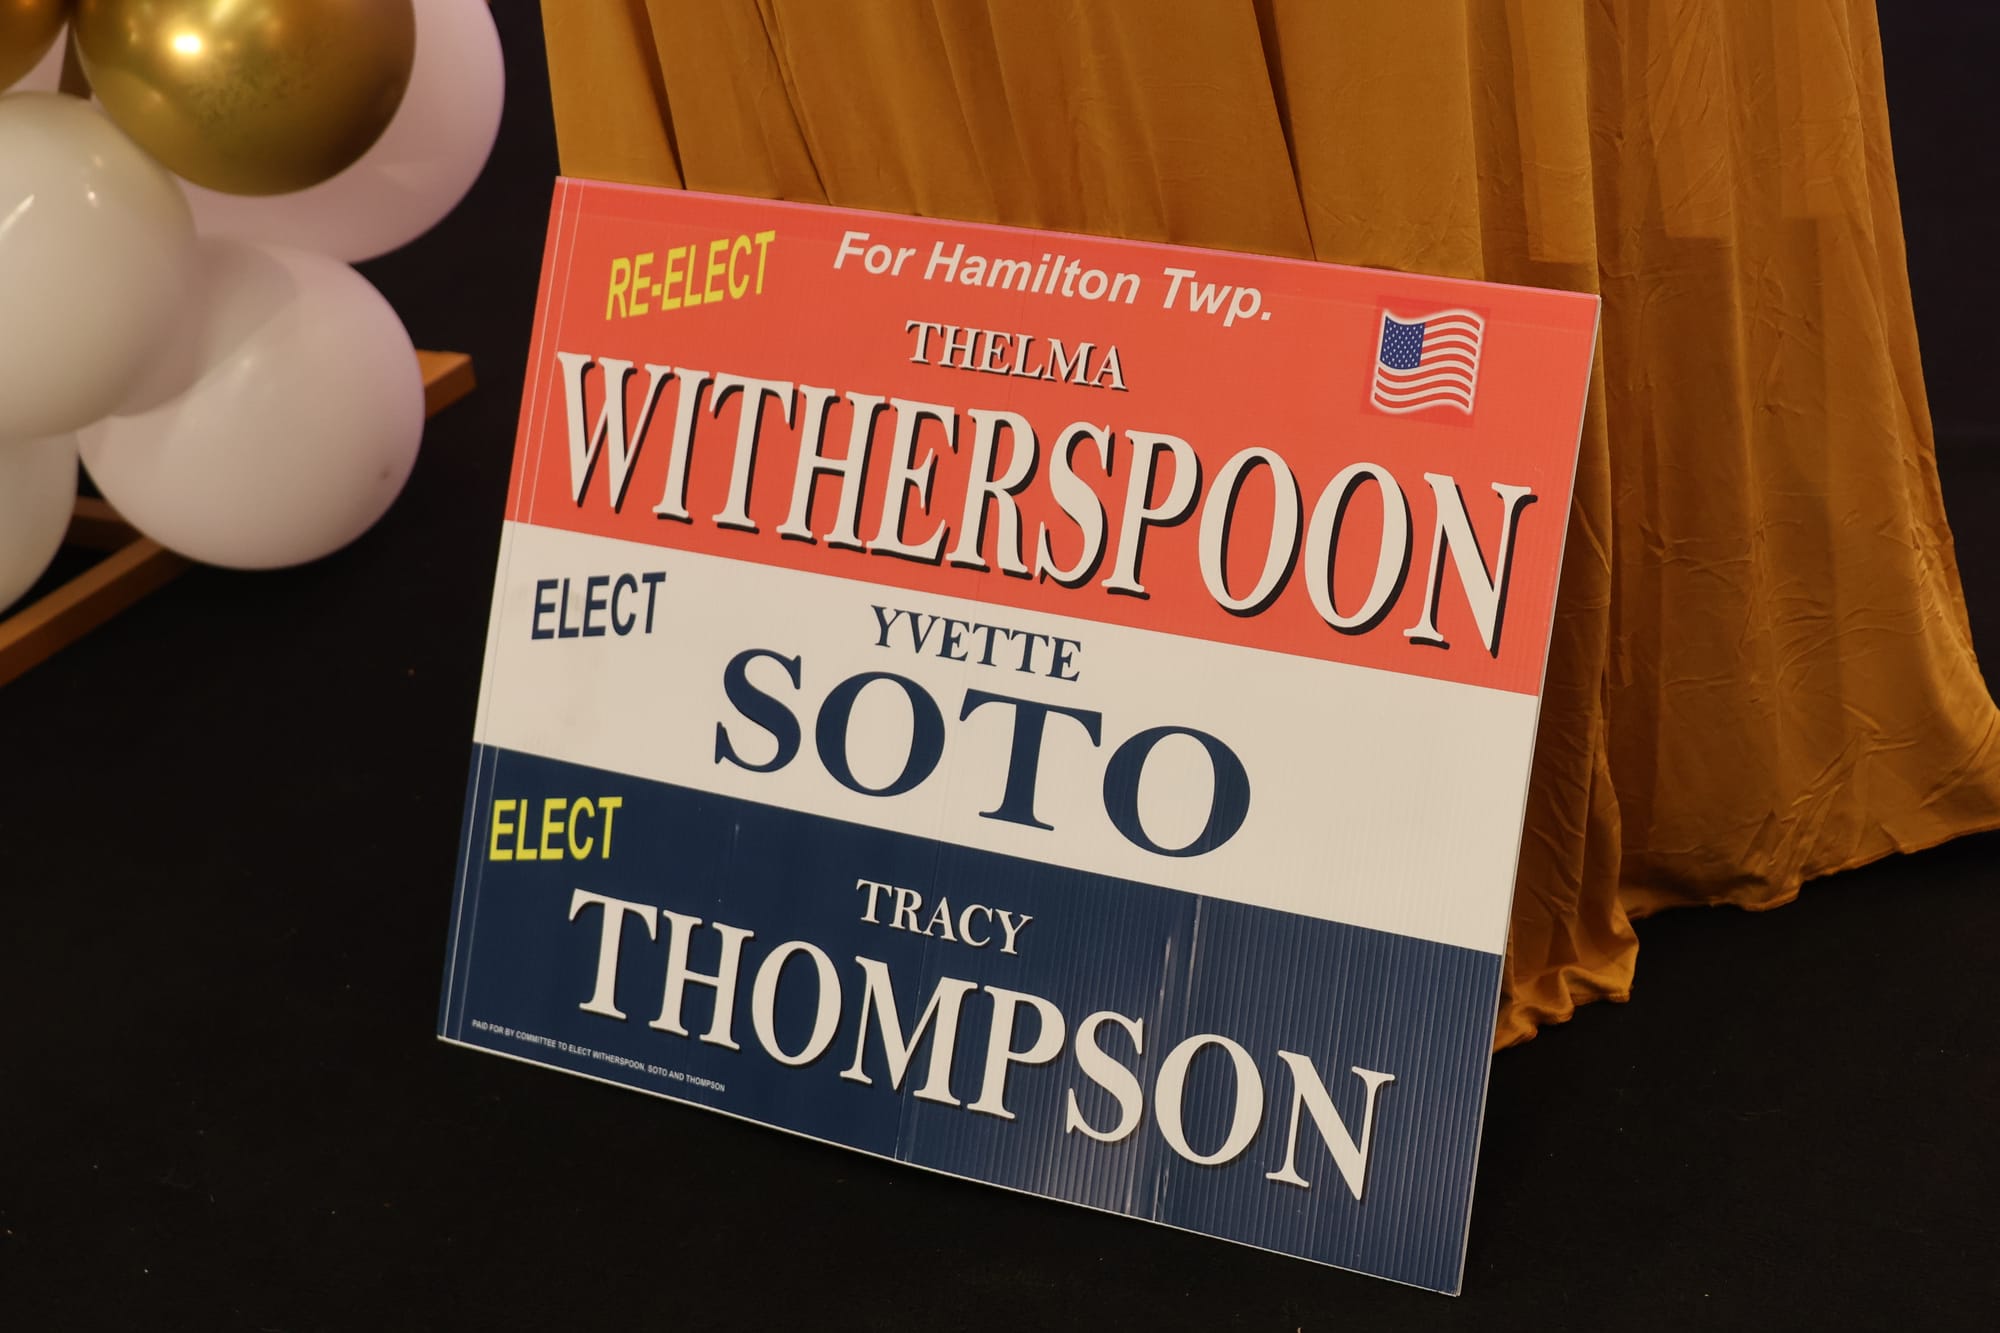 RE-ELECT For Hamilton Twp.
THELMA
WITHERSPOON
ELECT
YVETTE
SOTO
ELECT
TRACY
THOMPSON
PAID FOR BY COMMITTEE TO ELECT WITHERSPOON, SOTO AND THOMPSON